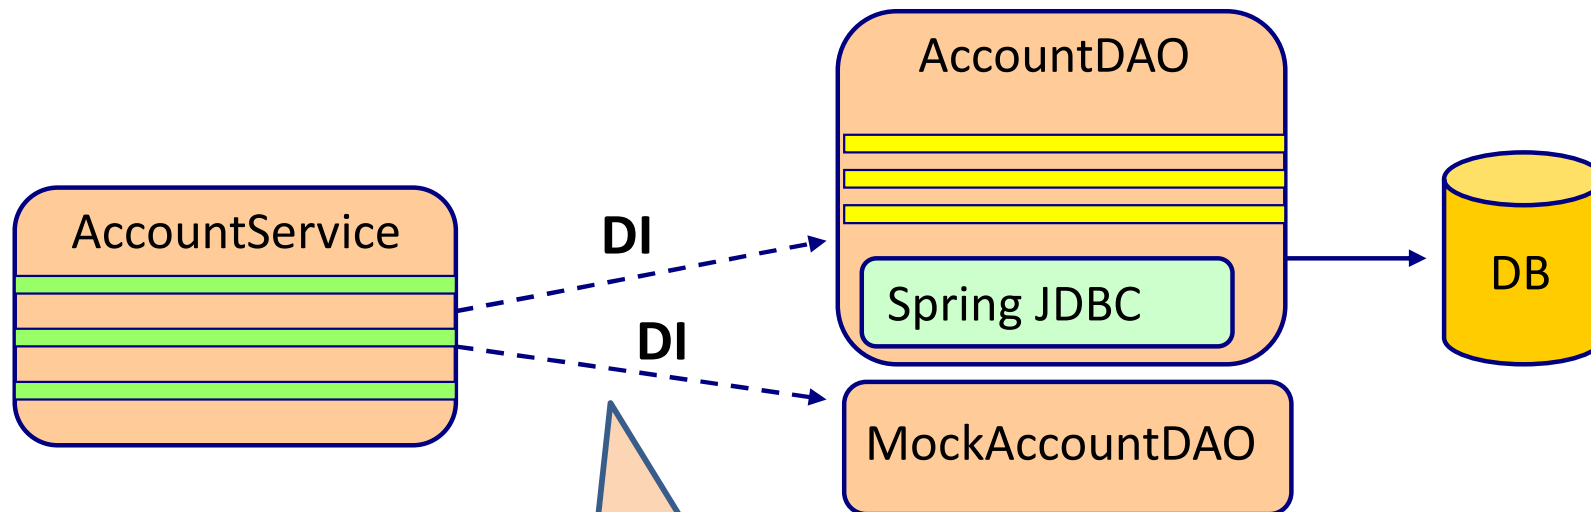 AccountDAO
AccountService
DI
DB
Spring JDBC
DI
MockAccountDAO